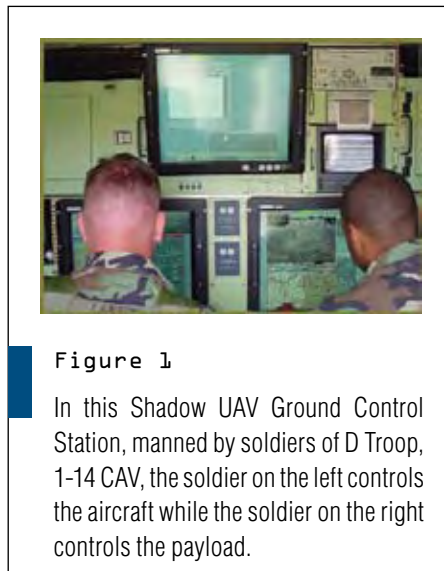 Figure 1
In this Shadow UAV Ground Control
Station, manned by soldiers of D Troop,
1-14 CAV, the soldier on the left controls
the aircraft while the soldier on the right
controls the payload.